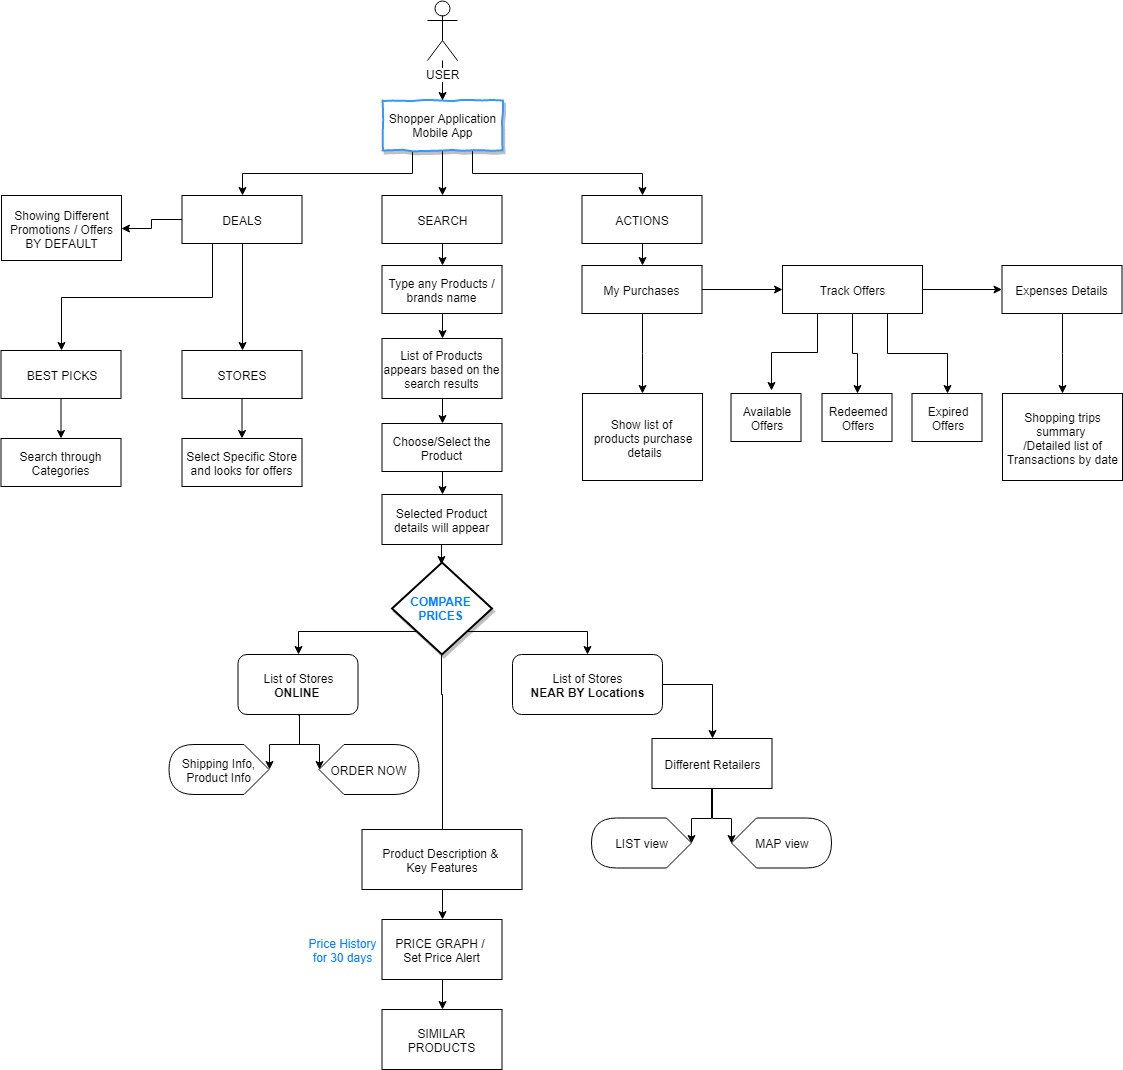 USER
Shopper Application
Mobile App
Showing Different
Promotions / Offers
BY DEFAULT
DEALS
SEARCH
ACTIONS
Type any Products /
brands name
My Purchases
Track Offers
Expenses Details
BEST PICKS
STORES
List of Products
appears based on the
search results
Search through
Categories
Select Specific Store
and looks for offers
Choose/Select the
Product
Show list of
products purchase
details
Available
Offers
Redeemed
Offers
Expired
Offers
Shopping trips
summary
/Detailed list of
Transactions by date
Selected Product
details will appear
COMPARE
PRICES
List of Stores
ONLINE
List of Stores
NEAR BY Locations
Shipping Info,
Product Info
ORDER NOW
Different Retailers
LIST view
MAP view
Product Description &
Key Features
Price History
for 30 days
PRICE GRAPH /
Set Price Alert
SIMILAR
PRODUCTS